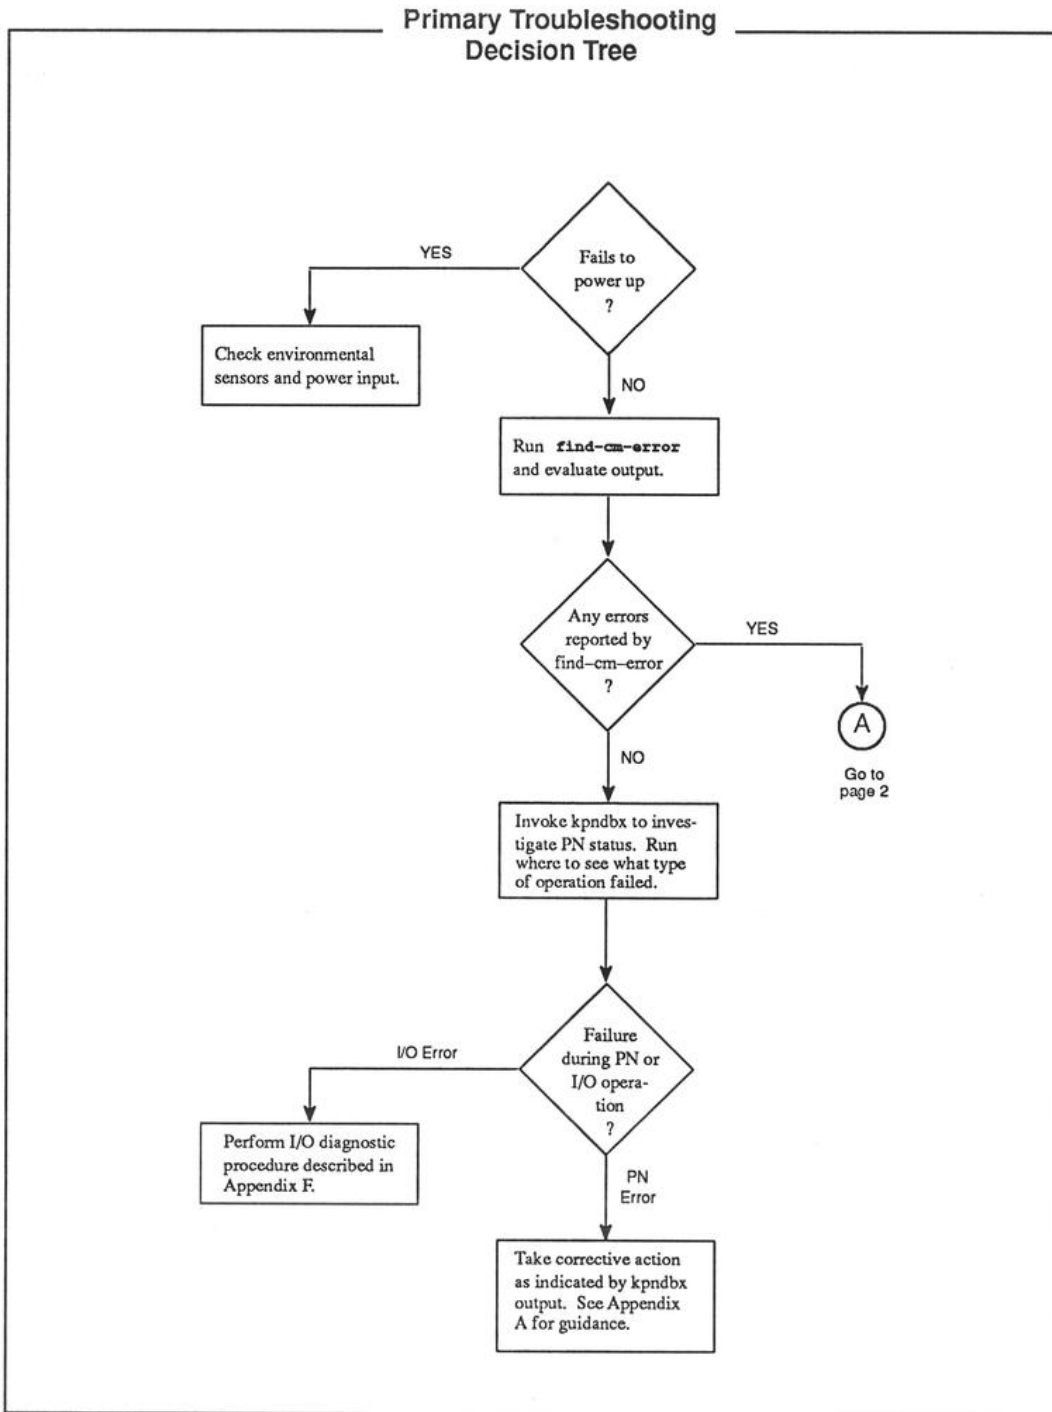 Primary Troubleshooting
Decision Tree
Fails to
power up
?
YES
Check environmental
sensors and power input.
NO
Run find-cm-error
and evaluate output.
Any errors
reported by
find–cm–error
?
YES
A
Go to
page 2
NO
Invoke kpndbx to inves-
tigate PN status. Run
where to see what type
of operation failed.
Failure
during PN or
I/O opera-
tion
?
I/O Error
Perform I/O diagnostic
procedure described in
Appendix F.
PN
Error
Take corrective action
as indicated by kpndbx
output. See Appendix
A for guidance.